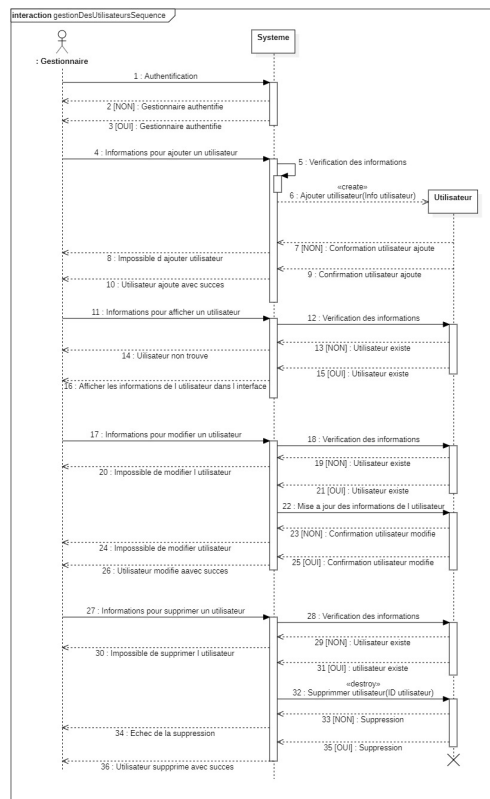 interaction gestionDesUtilisateursSequence
Systeme
: Gestionnaire
1 : Authentification
2 [NON] : Gestionnaire authentifie
3 [OUI] : Gestionnaire authentifie
4 : Informations pour ajouter un utilisateur
5 : Verification des informations
«create»
6 : Ajouter utillisateur(Info utilisateur)
Utilisateur
7 [NON] : Conformation utilisateur ajoute
8 : Impossible d ajouter utilisateur
9 : Confirmation utilisateur ajoute
10 : Utilisateur ajoute avec succes
11 : Informations pour afficher un utilisateur
12 : Verification des informations
13 [NON] : Utilisateur existe
14 : Uilisateur non trouve
15 [OUI] : Utilisateur existe
16 : Afficher les informations de l utilisateur dans l interface
17 : Informations pour modifier un utilisateur
18 : Verification des informations
19 [NON] : Utilisateur existe
20 : Impossible de modifier l utilisateur
21 [OUI] : Utilisateur existe
22 : Mise a jour des informations de l utilisateur
23 [NON] : Confirmation utilisateur modifie
24 : Imposssible de modifier utilisateur
25 [OUI] : Confirmation utilisateur modifie
26 : Utilisateur modifie aavec succes
27 : Informations pour supprimer un utilisateur
28 : Verification des informations
29 [NON] : Utilisateur existe
30 : Impossible de supprimer l utilisateur
31 [OUI] : utilisateur existe
«destroy»
32 : Supprimmer utilisateur(ID utilisateur)
33 [NON] : Suppression
34 : Echec de la suppression
35 [OUI] : Suppression
36 : Utilisateur suppprime avec succes